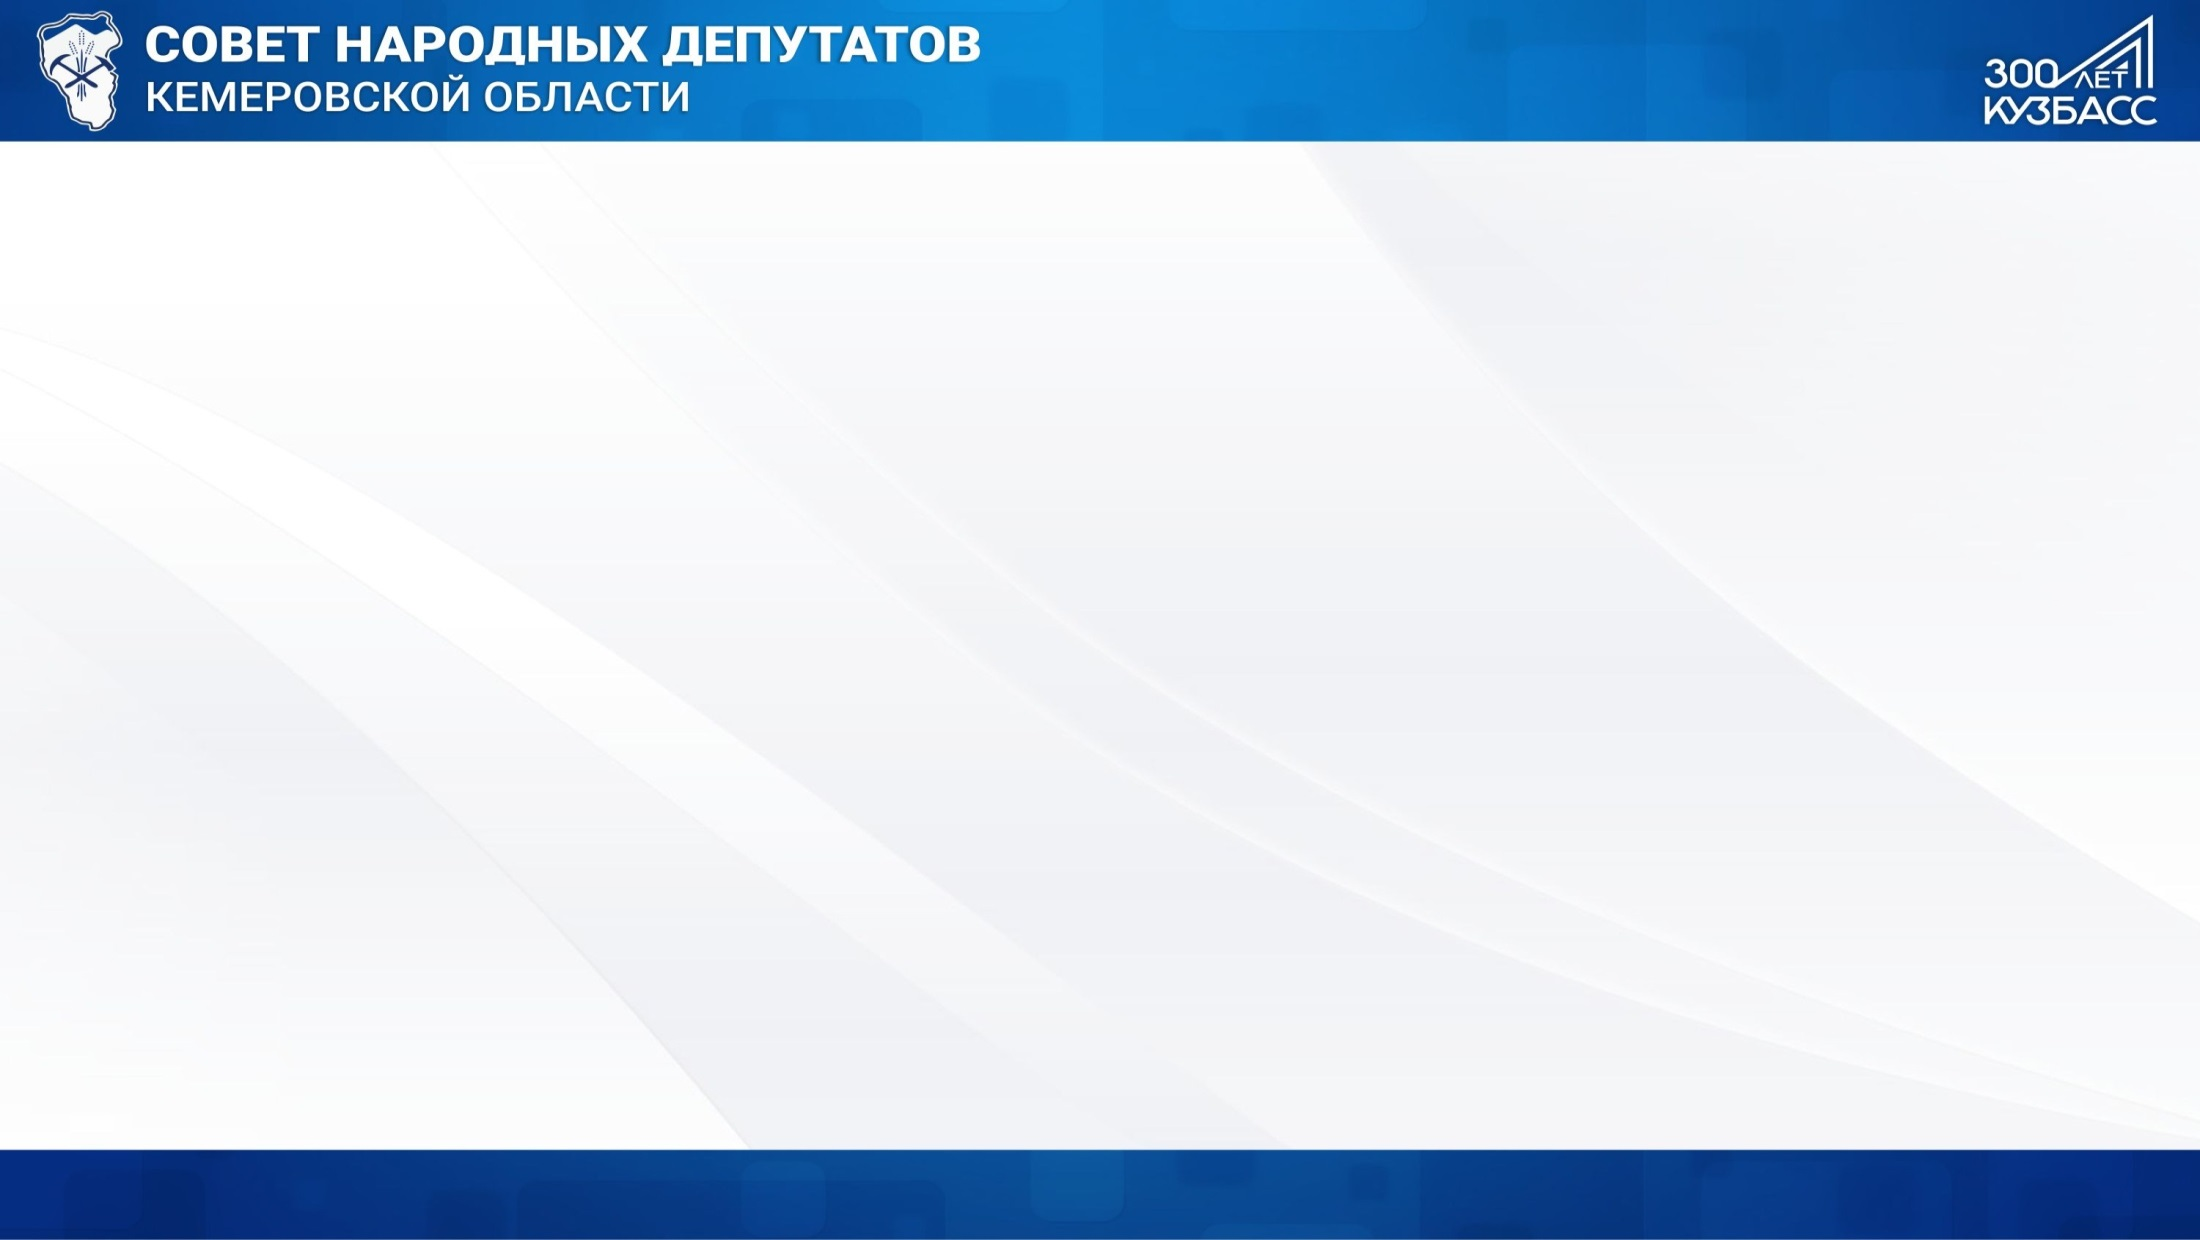 СОВЕТ НАРОДНЫХ ДЕПУТАТОВ
КЕМЕРОВСКОЙ ОБЛАСТИ
300 ЛЕТ
КУЗБАСС